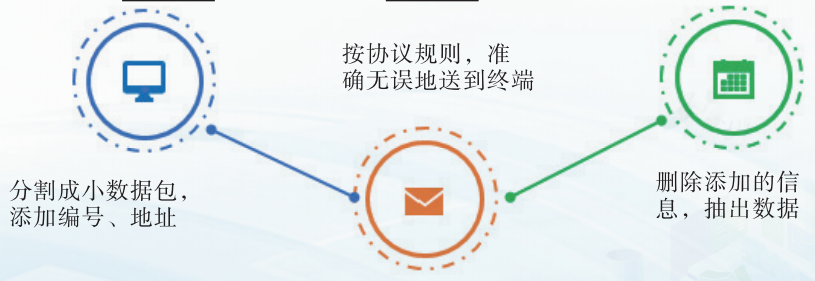 按协议规则，准
确无误地送到终端
分割成小数据包，
添加编号、地址
删除添加的信
息，抽出数据